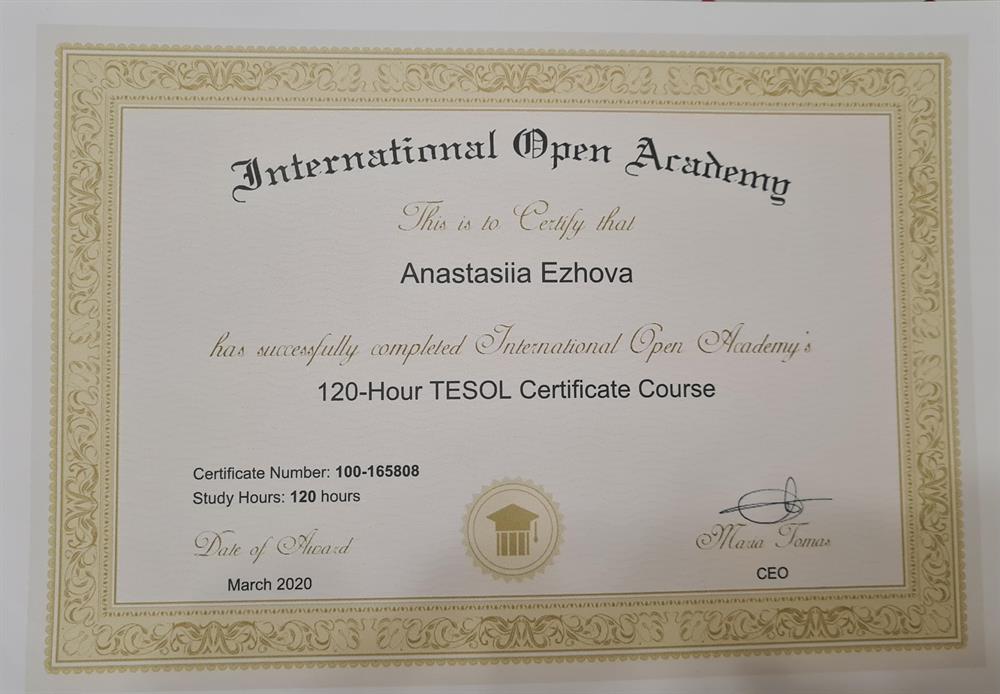 International Open Academy
This is to Certify that
Anastasiia Ezhova
has successfully completed International Open Academy's
120-Hour TESOL Certificate Course
Certificate Number: 100-165808
Study Hours: 120 hours
Date of Award
March 2020
Maria Tomas
CEO